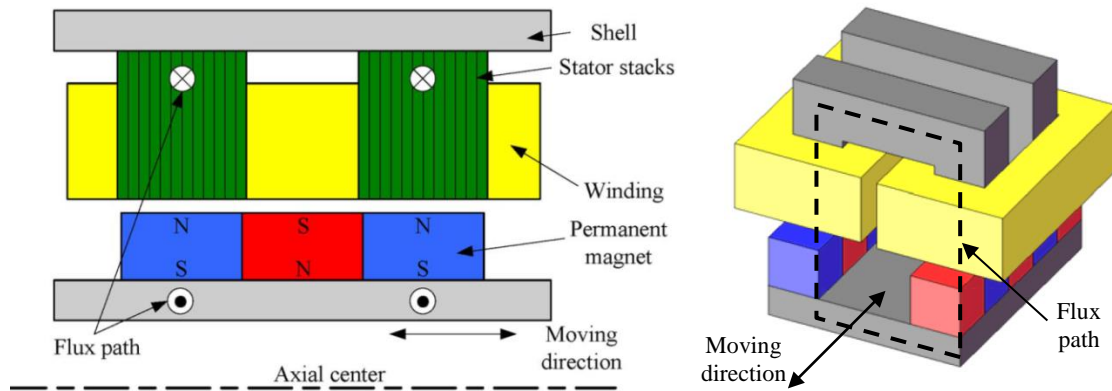 Shell
Stator stacks
Winding
N
S
N
S
N
S
Permanent
magnet
Flux path
Moving
direction
Axial center
Flux
path
Moving
direction